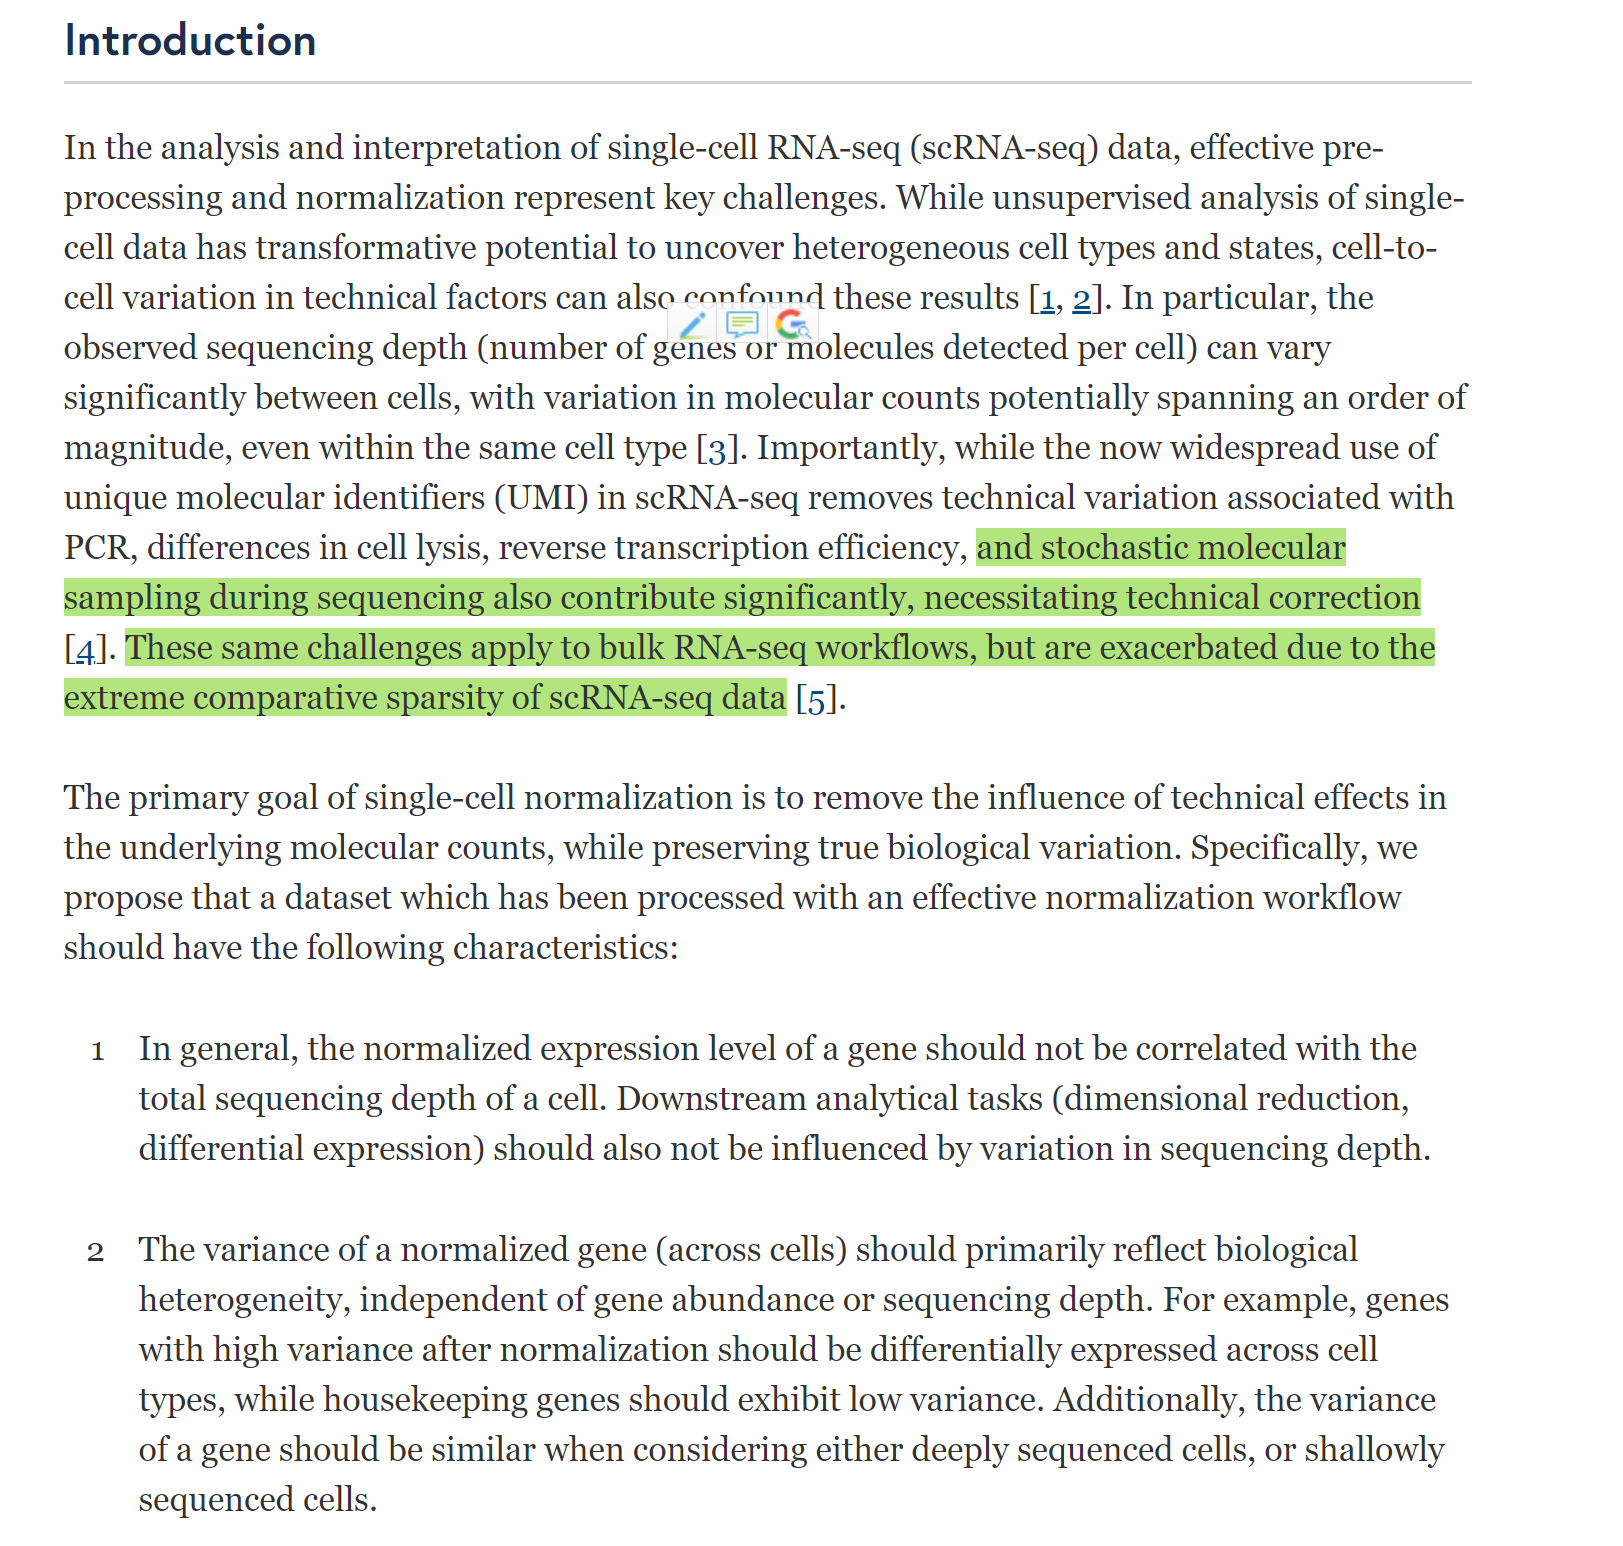 Introduction
In the analysis and interpretation of single-cell RNA-seq (scRNA-seq) data, effective pre-
processing and normalization represent key challenges. While unsupervised analysis of single-
cell data has transformative potential to uncover heterogeneous cell types and states, cell-to-
cell variation in technical factors can also confound these results [1, 2]. In particular, the
observed sequencing depth (number of genes or molecules detected per cell) can vary
significantly between cells, with variation in molecular counts potentially spanning an order of
magnitude, even within the same cell type [3]. Importantly, while the now widespread use of
unique molecular identifiers (UMI) in scRNA-seq removes technical variation associated with
PCR, differences in cell lysis, reverse transcription efficiency, and stochastic molecular
sampling during sequencing also contribute significantly, necessitating technical correction
[4]. These same challenges apply to bulk RNA-seq workflows, but are exacerbated due to the
extreme comparative sparsity of scRNA-seq data [5].
The primary goal of single-cell normalization is to remove the influence of technical effects in
the underlying molecular counts, while preserving true biological variation. Specifically, we
propose that a dataset which has been processed with an effective normalization workflow
should have the following characteristics:
1 In general, the normalized expression level of a gene should not be correlated with the
total sequencing depth of a cell. Downstream analytical tasks (dimensional reduction,
differential expression) should also not be influenced by variation in sequencing depth.
2 The variance of a normalized gene (across cells) should primarily reflect biological
heterogeneity, independent of gene abundance or sequencing depth. For example, genes
with high variance after normalization should be differentially expressed across cell
types, while housekeeping genes should exhibit low variance. Additionally, the variance
of a gene should be similar when considering either deeply sequenced cells, or shallowly
sequenced cells.